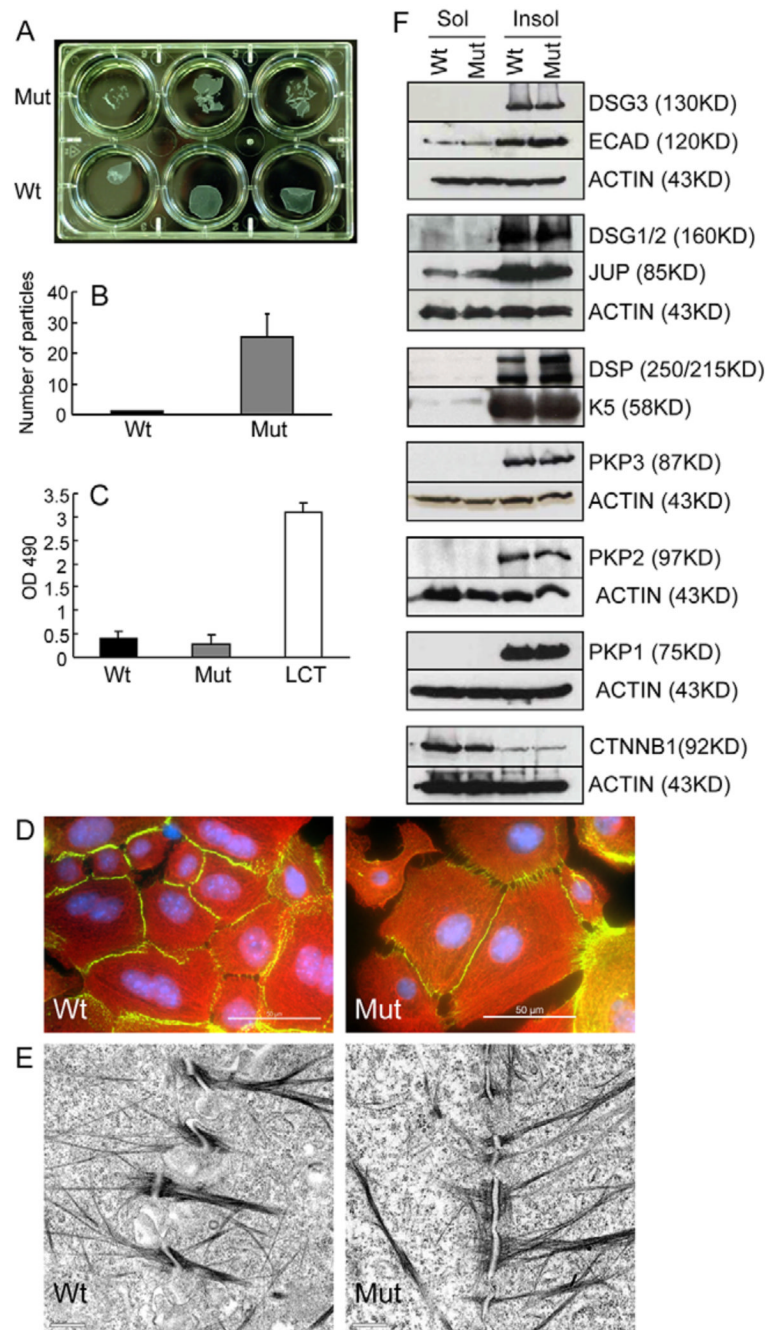 A
Mut
Wt
B
Number of particles
40
30
20
10
0
Wt
Mut
C
OD 490
3.5
3
2.5
2
1.5
1
0.5
0
Wt
Mut
LCT
F
Sol
Insol
Wt
Mut
Wt
Mut
DSG3 (130KD)
ECAD (120KD)
ACTIN (43KD)
DSG1/2 (160KD)
JUP (85KD)
ACTIN (43KD)
DSP (250/215KD)
K5 (58KD)
PKP3 (87KD)
ACTIN (43KD)
PKP2 (97KD)
ACTIN (43KD)
PKP1 (75KD)
ACTIN (43KD)
CTNNB1(92KD)
ACTIN (43KD)
D
Wt
Mut
50 µm
E
Wt
Mut